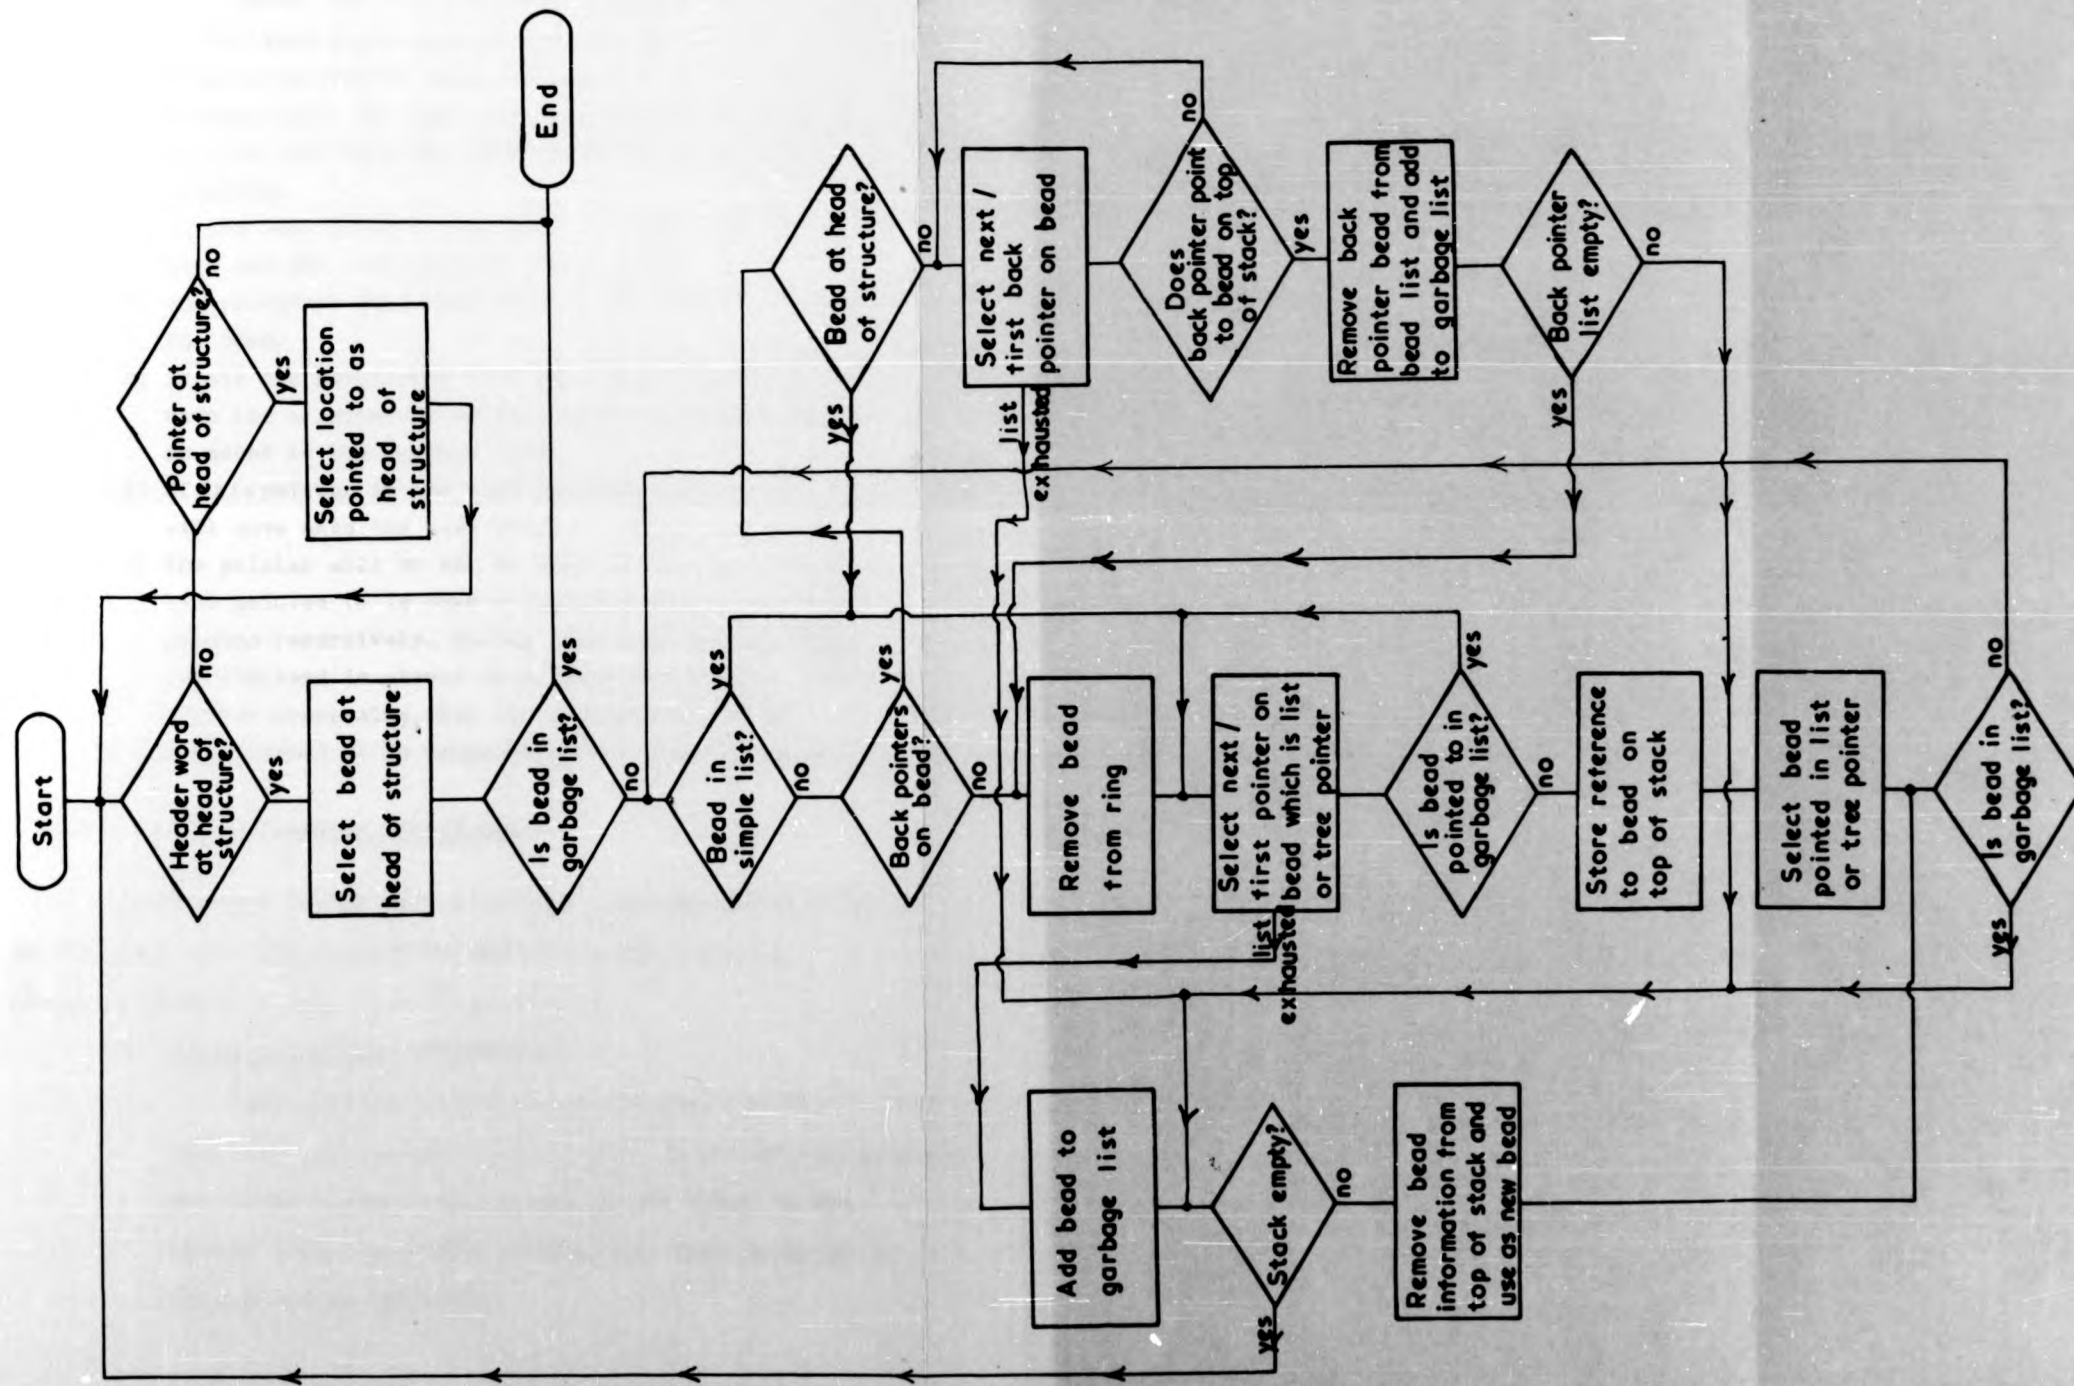 Start
Header word
at head of
structure?
no
yes
Pointer at
head of structure?
no
yes
Select location
pointed to as
head of
structure
End
Select bead at
head of structure
Is bead in
garbage list?
yes
no
Bead in
simple list?
yes
no
Back pointers
on bead?
yes
no
Bead at head
of structure?
yes
no
Select next/
first back
pointer on bead
list
exhausted
Does
back pointer point
to bead on top
of stack?
no
yes
Remove back
pointer bead from
bead list and add
to garbage list
Back pointer
list empty?
yes
no
Remove bead
from ring
Select next/
first pointer on
bead which is list
or tree pointer
list
exhausted
Is bead
pointed to in
garbage list?
yes
no
Store reference
to bead on
top of stack
Select bead
pointed in list
or tree pointer
Is bead in
garbage list?
no
yes
Add bead to
garbage list
Stack empty?
yes
no
Remove bead
information from
top of stack and
use as new bead